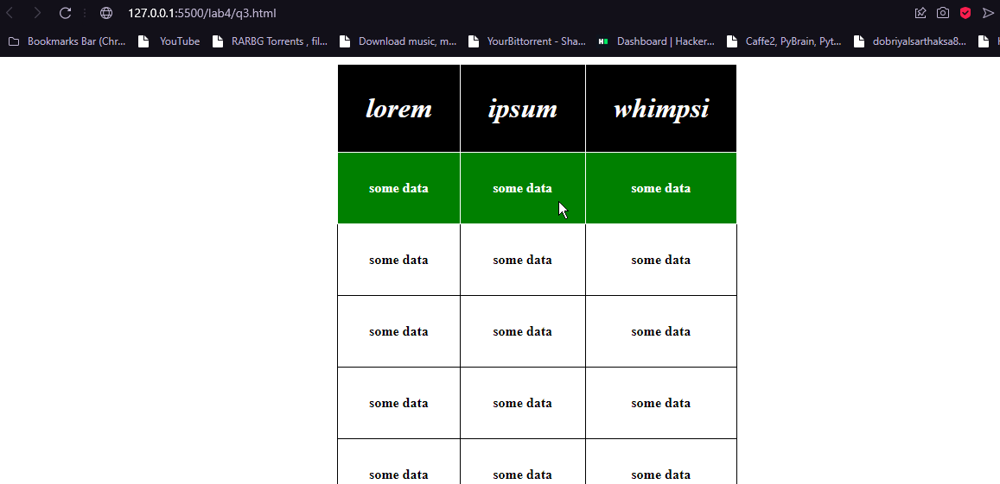 127.0.0.1:5500/lab4/q3.html
Bookmarks Bar (Chr... YouTube RARBG Torrents , fil... Download music, m... YourBittorrent - Sha... Dashboard | Hacker... Caffe2, PyBrain, Pyt... dobriyalsarthaksa8...
lorem ipsum whimpsi
some data some data some data
some data some data some data
some data some data some data
some data some data some data
some data some data some data